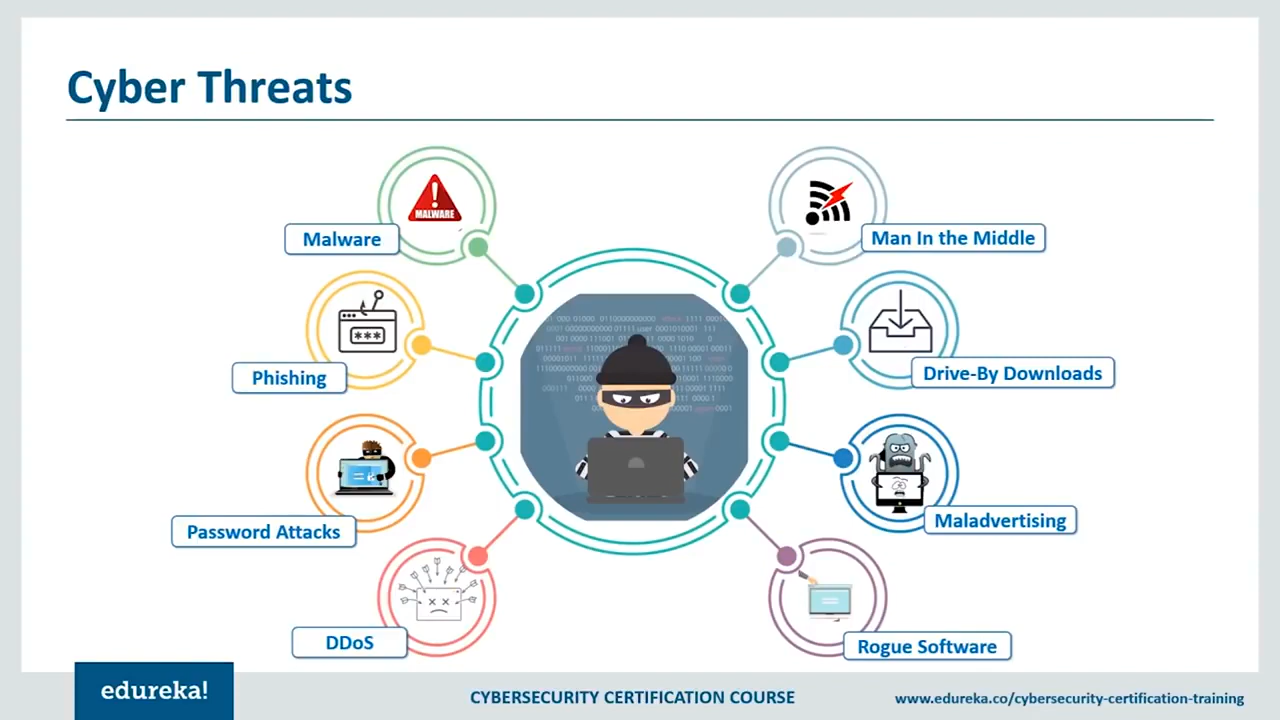 Cyber Threats
MALWARE
Malware
Man In the Middle
***
Phishing
Drive-By Downloads
Password Attacks
Maladvertising
DDoS
Rogue Software
edureka!
CYBERSECURITY CERTIFICATION COURSE
www.edureka.co/cybersecurity-certification-training